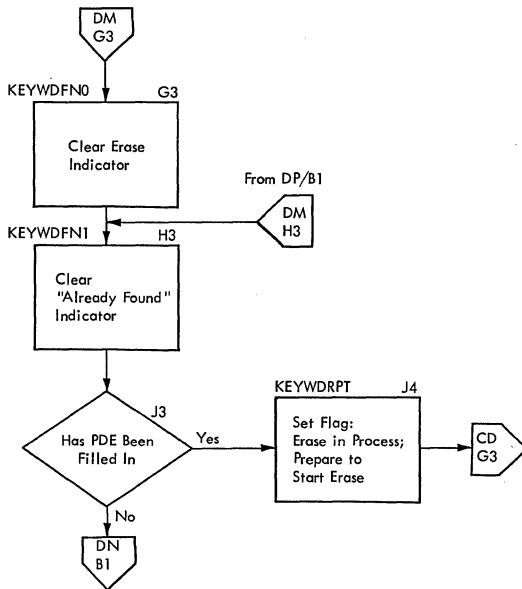 DM
G3
KEYWDFN0
G3
Clear Erase
Indicator
From DP/B1
DM
H3
KEYWDFN1
H3
Clear
"Already Found"
Indicator
J3
Has PDE Been
Filled In
Yes
No
KEYWDRPT
J4
Set Flag:
Erase in Process;
Prepare to
Start Erase
CD
G3
DN
B1